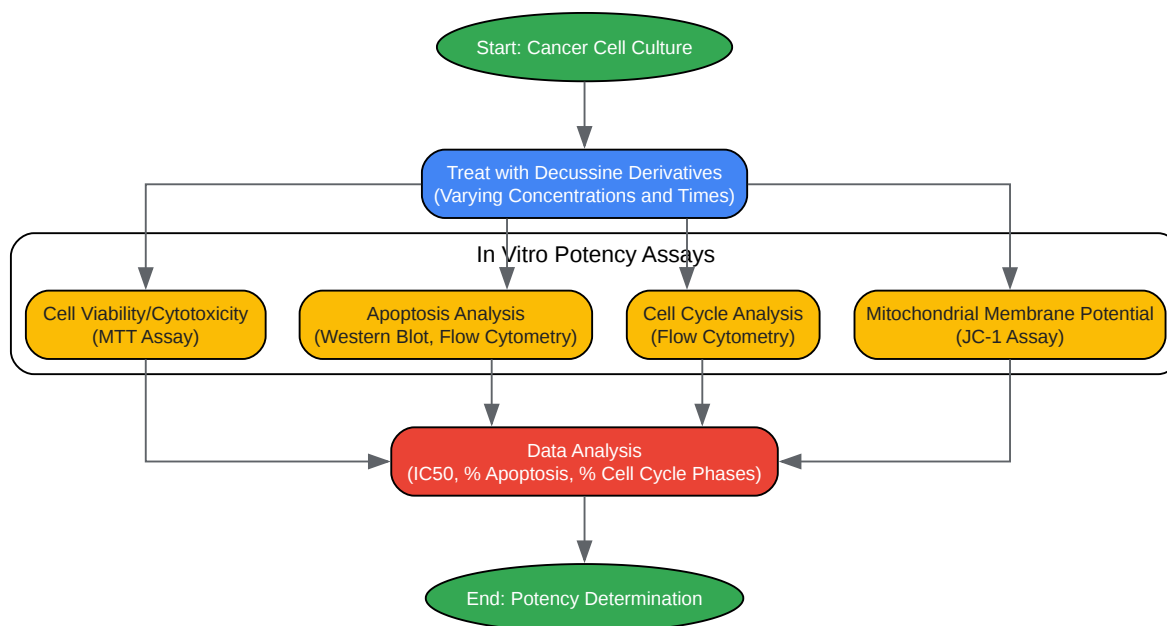 Start: Cancer Cell Culture
Treat with Decussine Derivatives
(Varying Concentrations and Times)
In Vitro Potency Assays
Cell Viability/Cytotoxicity
(MTT Assay)
Apoptosis Analysis
(Western Blot, Flow Cytometry)
Cell Cycle Analysis
(Flow Cytometry)
Mitochondrial Membrane Potential
(JC-1 Assay)
Data Analysis
(IC50, % Apoptosis, % Cell Cycle Phases)
End: Potency Determination